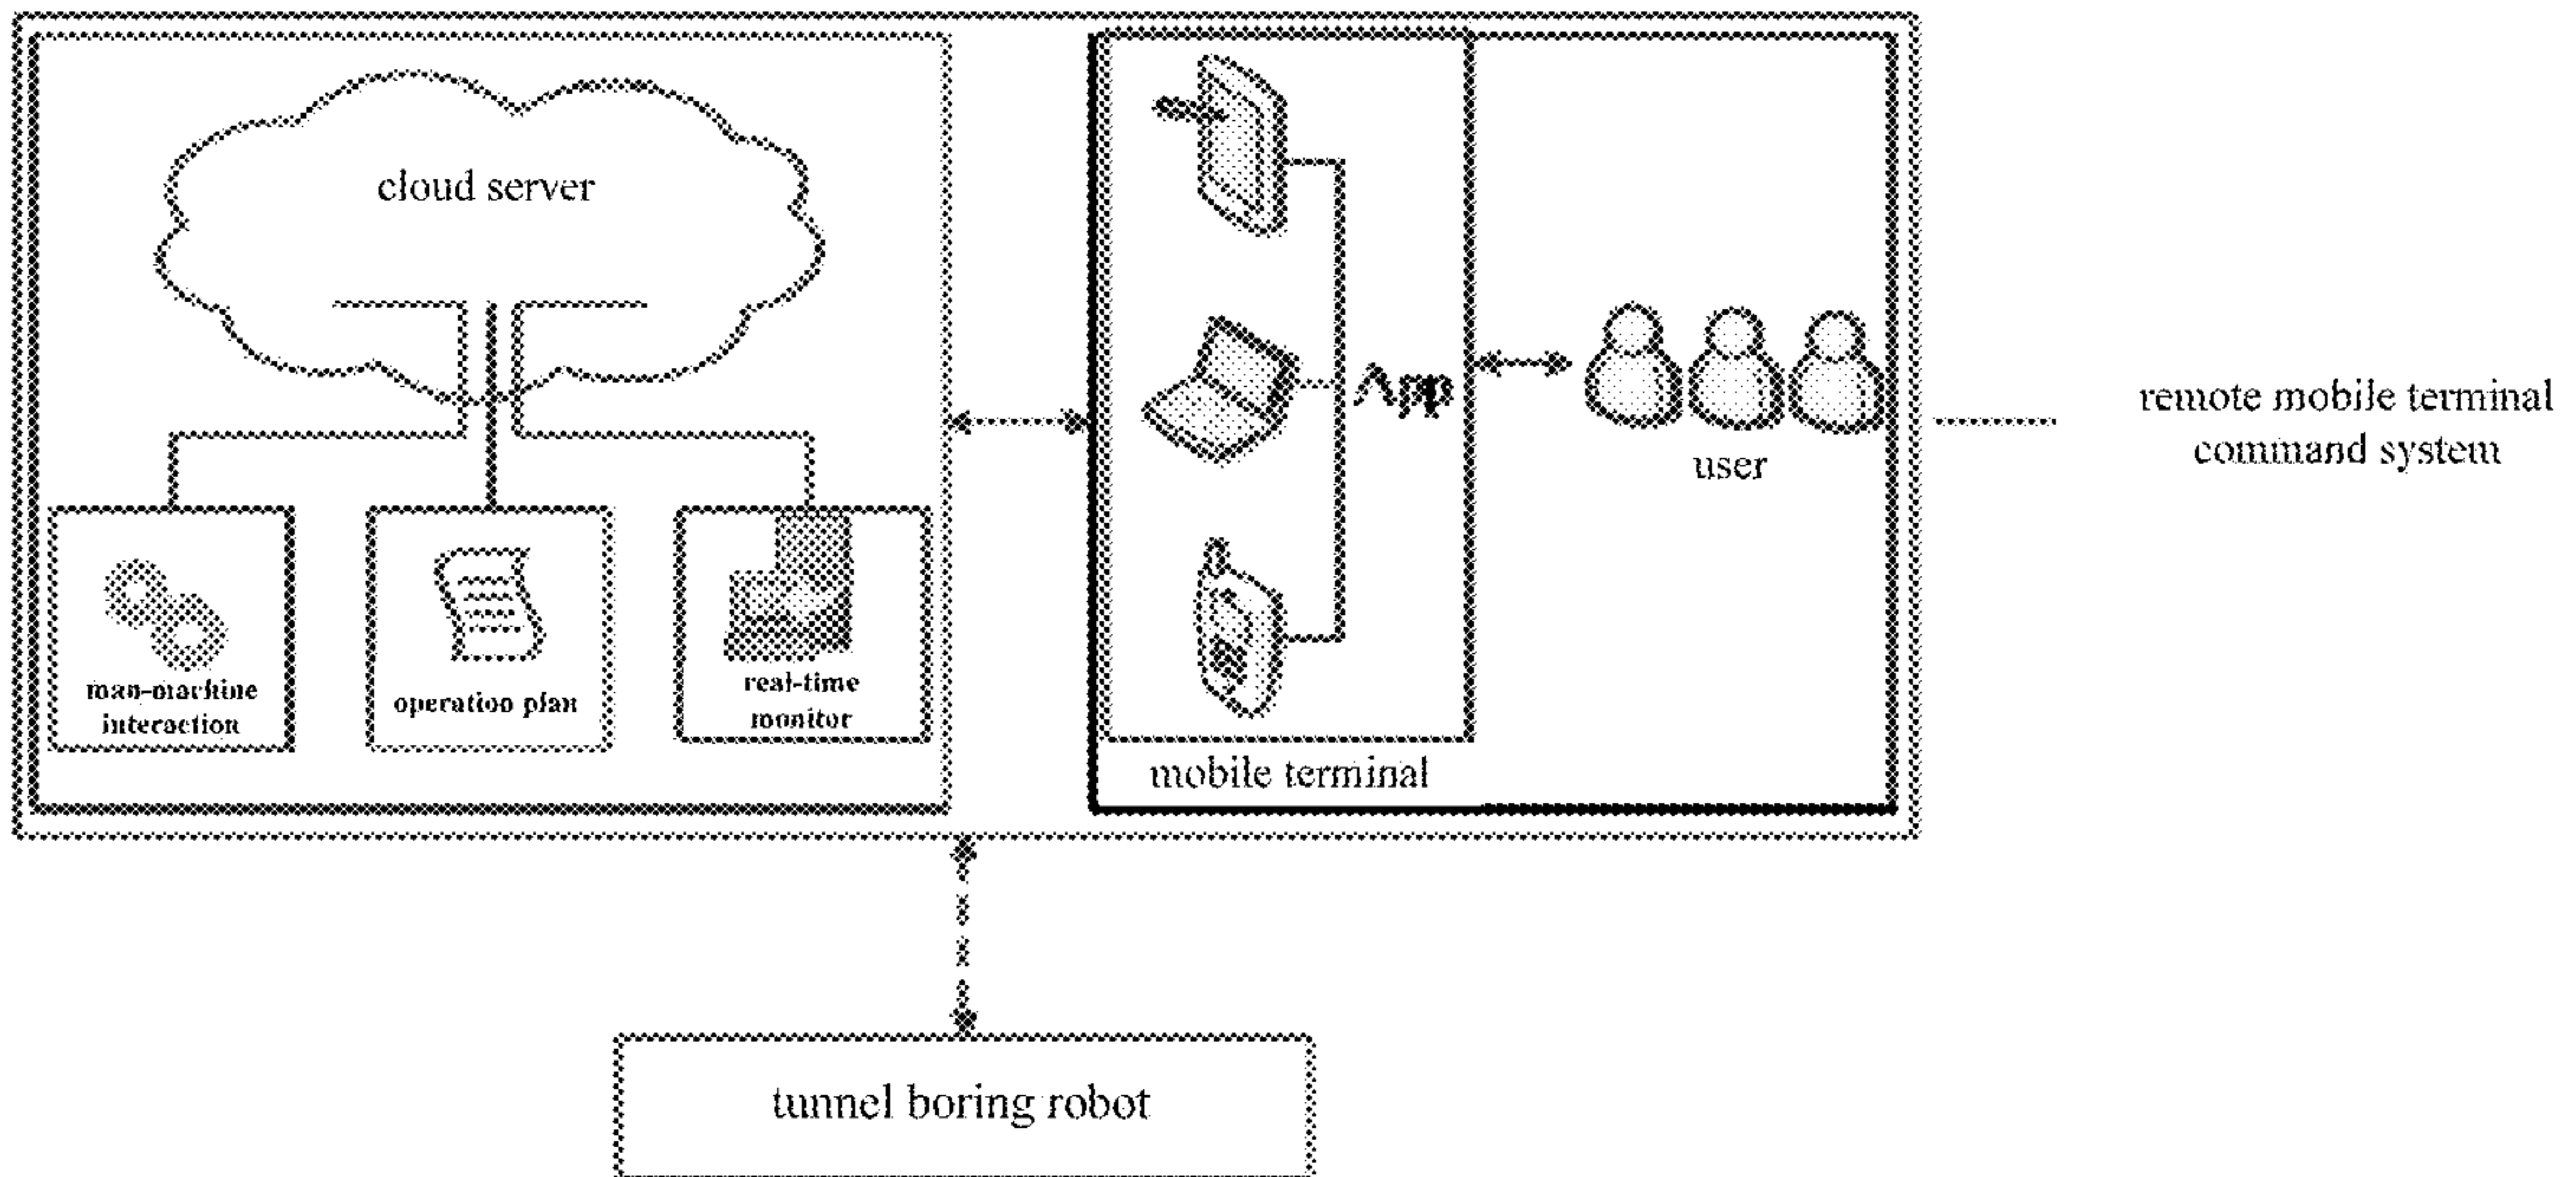 cloud server
man-machine
interaction
operation plan
real-time
monitor
App
mobile terminal
user
remote mobile terminal
command system
tunnel boring robot